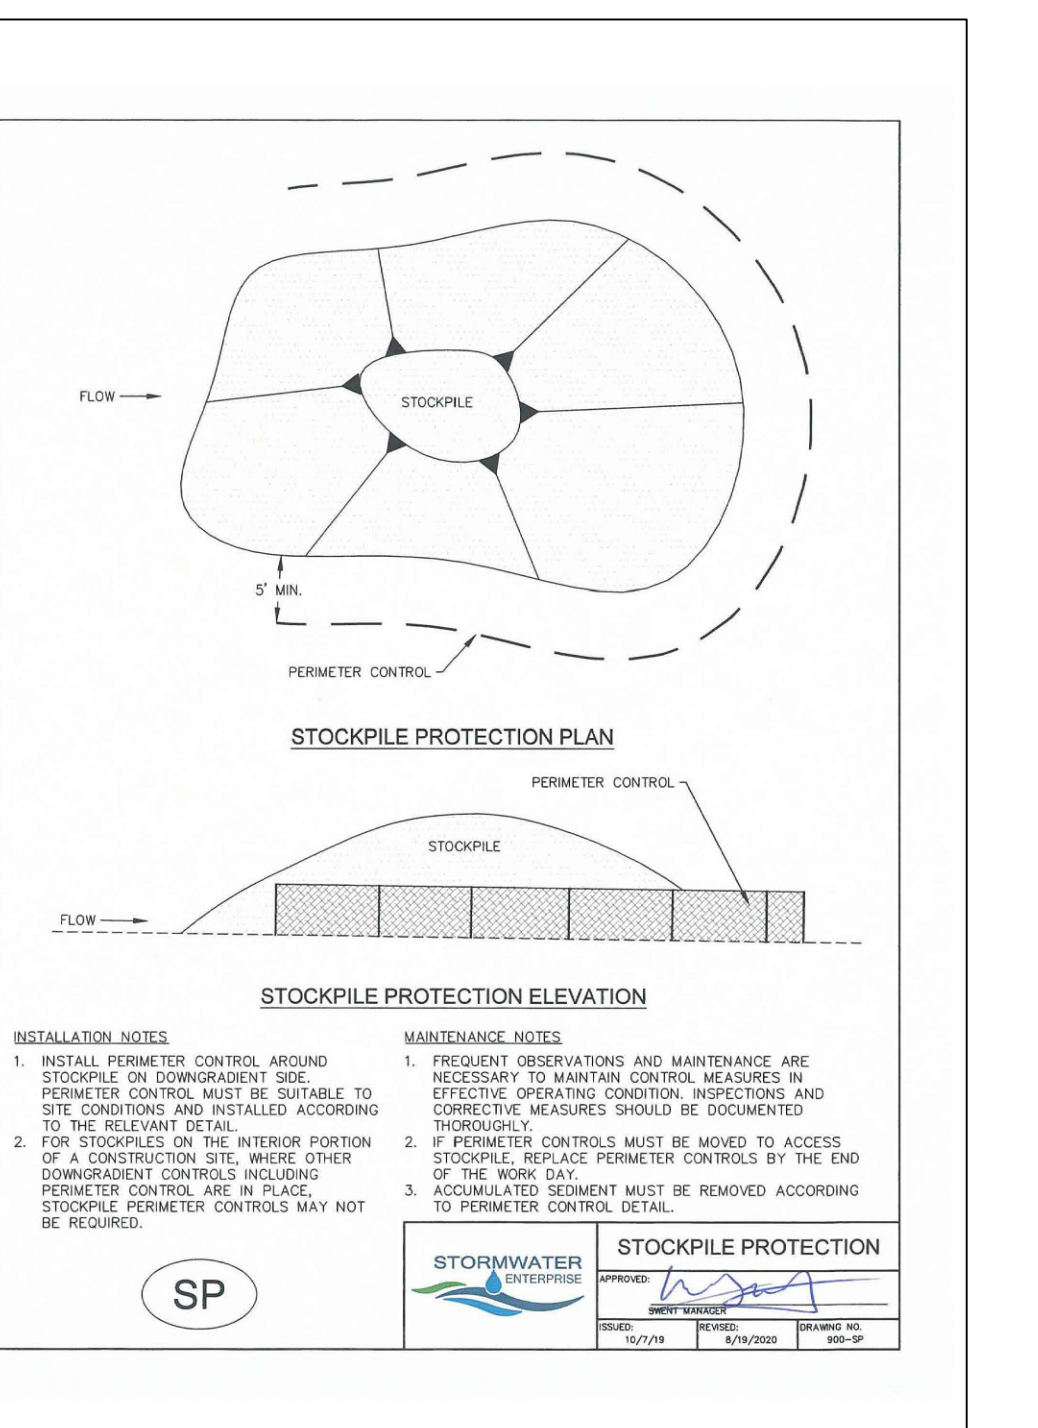 FLOW
STOCKPILE
5' MIN.
PERIMETER CONTROL
STOCKPILE PROTECTION PLAN
PERIMETER CONTROL
STOCKPILE
FLOW
STOCKPILE PROTECTION ELEVATION
INSTALLATION NOTES
1. INSTALL PERIMETER CONTROL AROUND
STOCKPILE ON DOWNGRADIENT SIDE.
PERIMETER CONTROL MUST BE SUITABLE TO
SITE CONDITIONS AND INSTALLED ACCORDING
TO THE RELEVANT DETAIL.
2. FOR STOCKPILES ON THE INTERIOR PORTION
OF A CONSTRUCTION SITE, WHERE OTHER
DOWNGRADIENT CONTROLS INCLUDING
PERIMETER CONTROL ARE IN PLACE,
STOCKPILE PERIMETER CONTROLS MAY NOT
BE REQUIRED.
MAINTENANCE NOTES
1. FREQUENT OBSERVATIONS AND MAINTENANCE ARE
NECESSARY TO MAINTAIN CONTROL MEASURES IN
EFFECTIVE OPERATING CONDITION. INSPECTIONS AND
CORRECTIVE MEASURES SHOULD BE DOCUMENTED
THOROUGHLY.
2. IF PERIMETER CONTROLS MUST BE MOVED TO ACCESS
STOCKPILE, REPLACE PERIMETER CONTROLS BY THE END
OF THE WORK DAY.
3. ACCUMULATED SEDIMENT MUST BE REMOVED ACCORDING
TO PERIMETER CONTROL DETAIL.
SP
STORMWATER
ENTERPRISE
STOCKPILE PROTECTION
APPROVED:
SWENT MANAGER
ISSUED:
10/7/19
REVISED:
8/19/2020
DRAWING NO.
900-SP